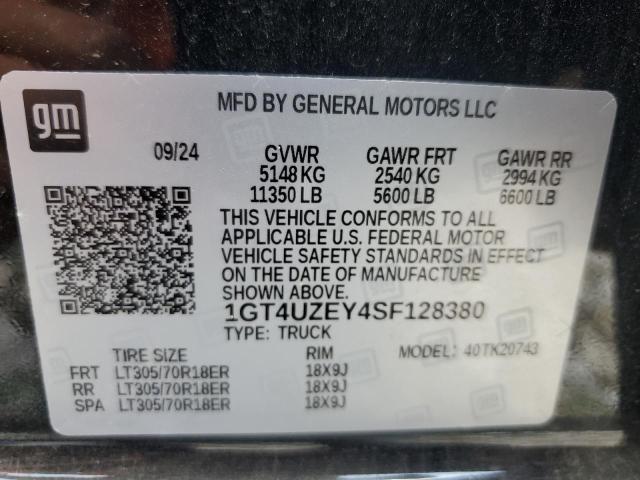 gm
MFD BY GENERAL MOTORS LLC
09/24 GVWR GAWR FRT GAWR RR
5148 KG 2540 KG 2994 KG
11350 LB 5600 LB 6600 LB
THIS VEHICLE CONFORMS TO ALL
APPLICABLE U.S. FEDERAL MOTOR
VEHICLE SAFETY STANDARDS IN EFFECT
ON THE DATE OF MANUFACTURE
SHOWN ABOVE.
1GT4UZEY4SF128380
TYPE: TRUCK
TIRE SIZE RIM MODEL: 40TK20743
FRT LT305/70R18ER 18X9J
RR LT305/70R18ER 18X9J
SPA LT305/70R18ER 18X9J